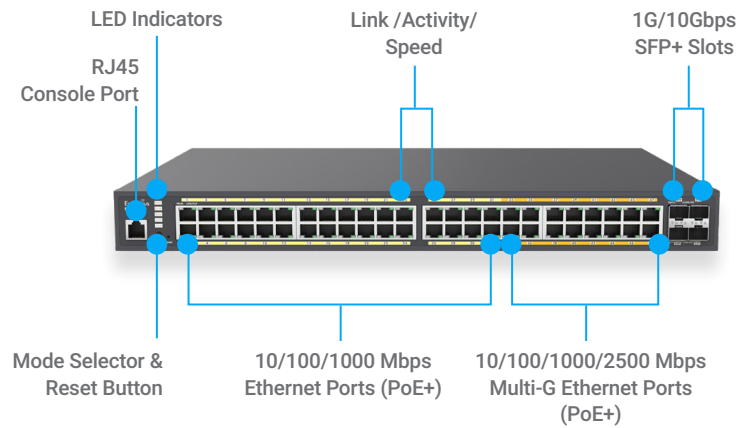 LED Indicators
Link /Activity/
Speed
1G/10Gbps
SFP+ Slots
RJ45
Console Port
Mode Selector &
Reset Button
10/100/1000 Mbps
Ethernet Ports (PoE+)
10/100/1000/2500 Mbps
Multi-G Ethernet Ports
(PoE+)